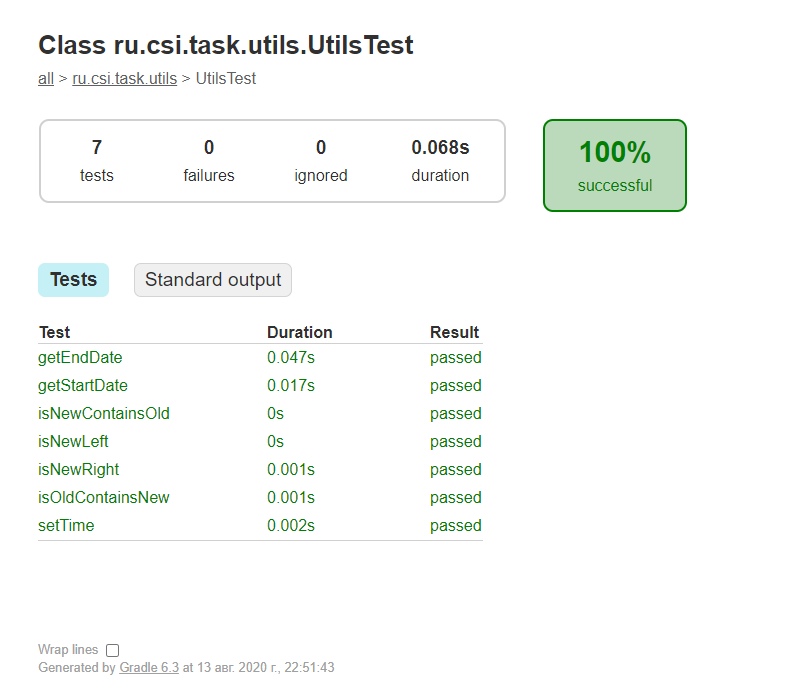 Class ru.csi.task.utils.UtilsTest
all > ru.csi.task.utils > UtilsTest
7 0 0 0.068s
tests failures ignored duration
100%
successful
Tests Standard output
Test Duration Result
getEndDate 0.047s passed
getStartDate 0.017s passed
isNewContainsOld 0s passed
isNewLeft 0s passed
isNewRight 0.001s passed
isOldContainsNew 0.001s passed
setTime 0.002s passed
Wrap lines
Generated by Gradle 6.3 at 13 авг. 2020 г., 22:51:43